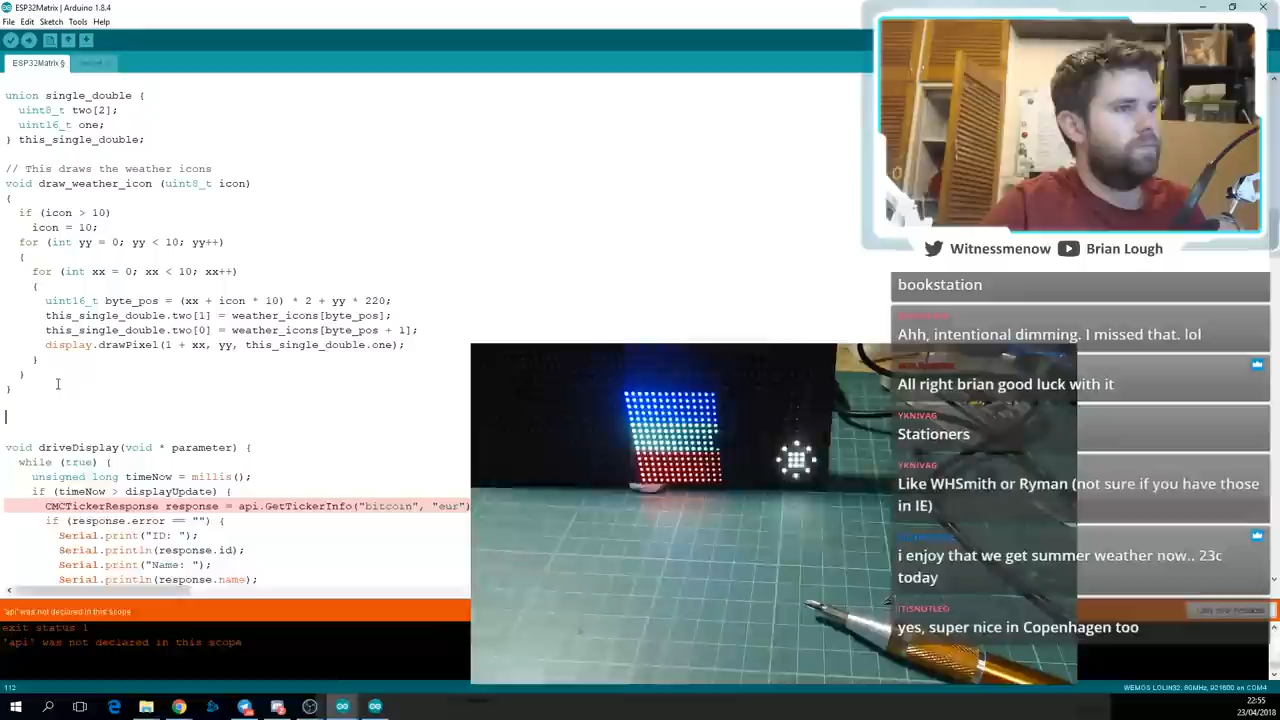 ESP32Matrix | Arduino 1.8.4
File Edit Sketch Tools Help
ESP32Matrix §
union single_double {
uint8_t two[2];
uint16_t one;
} this_single_double;
// This draws the weather icons
void draw_weather_icon (uint8_t icon)
{
if (icon > 10)
icon = 10;
for (int yy = 0; yy < 10; yy++)
{
for (int xx = 0; xx < 10; xx++)
{
uint16_t byte_pos = (xx + icon * 10) * 2 + yy * 220;
this_single_double.two[1] = weather_icons[byte_pos];
this_single_double.two[0] = weather_icons[byte_pos + 1];
display.drawPixel(1 + xx, yy, this_single_double.one);
}
}
}
void driveDisplay(void * parameter) {
while (true) {
unsigned long timeNow = millis();
if (timeNow > displayUpdate) {
CMCTickerResponse response = api.GetTickerInfo("bitcoin", "eur")
if (response.error == "") {
Serial.print("ID: ");
Serial.println(response.id);
Serial.print("Name: ");
Serial.println(response.name);
'api' was not declared in this scope
exit status 1
'api' was not declared in this scope
112
WEMOS LOLIN32, 80MHz, 921600 on COM4
22:55
23/04/2018
Witnessmenow Brian Lough
bookstation
Ahh, intentional dimming. I missed that. lol
All right brian good luck with it
YKNIVAG
Stationers
YKNIVAG
Like WHSmith or Ryman (not sure if you have those
in IE)
i enjoy that we get summer weather now.. 23c
today
ITISNOTLEO
yes, super nice in Copenhagen too